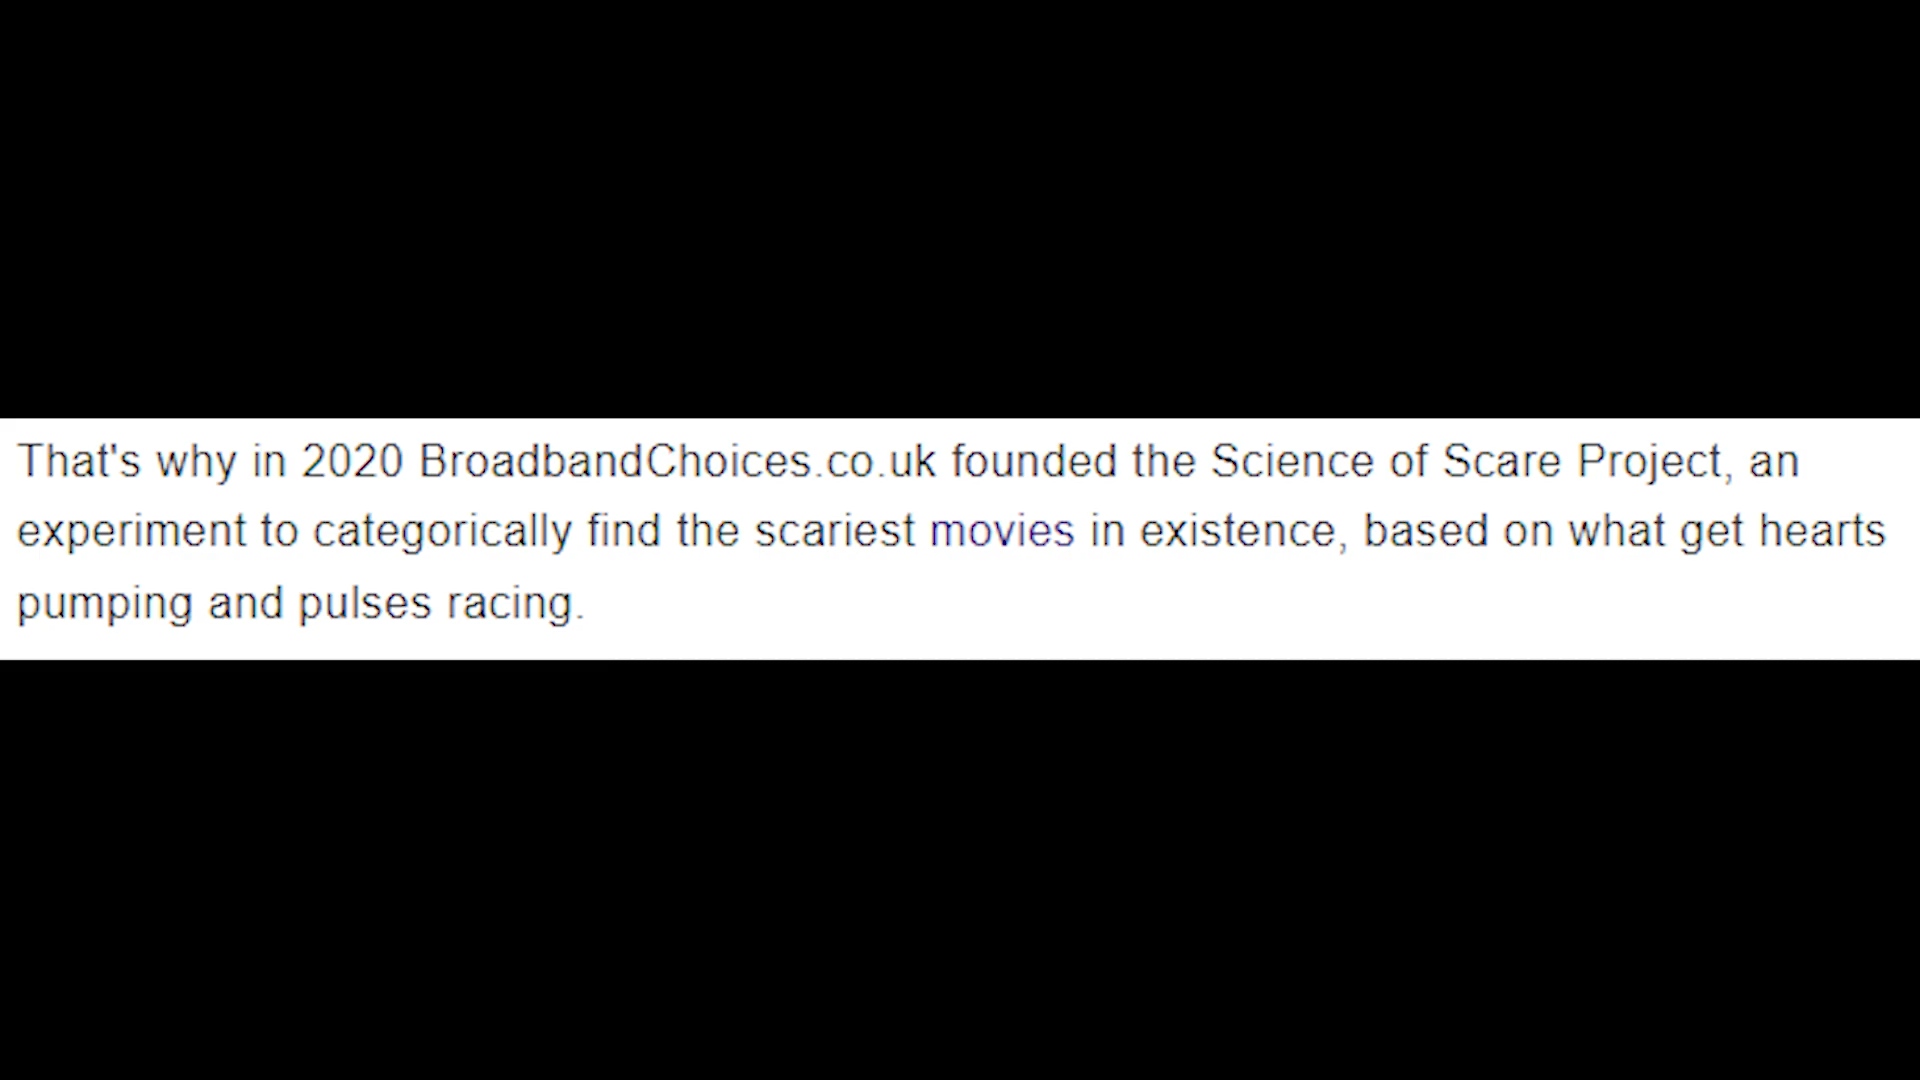 That's why in 2020 BroadbandChoices.co.uk founded the Science of Scare Project, an
experiment to categorically find the scariest movies in existence, based on what get hearts
pumping and pulses racing.